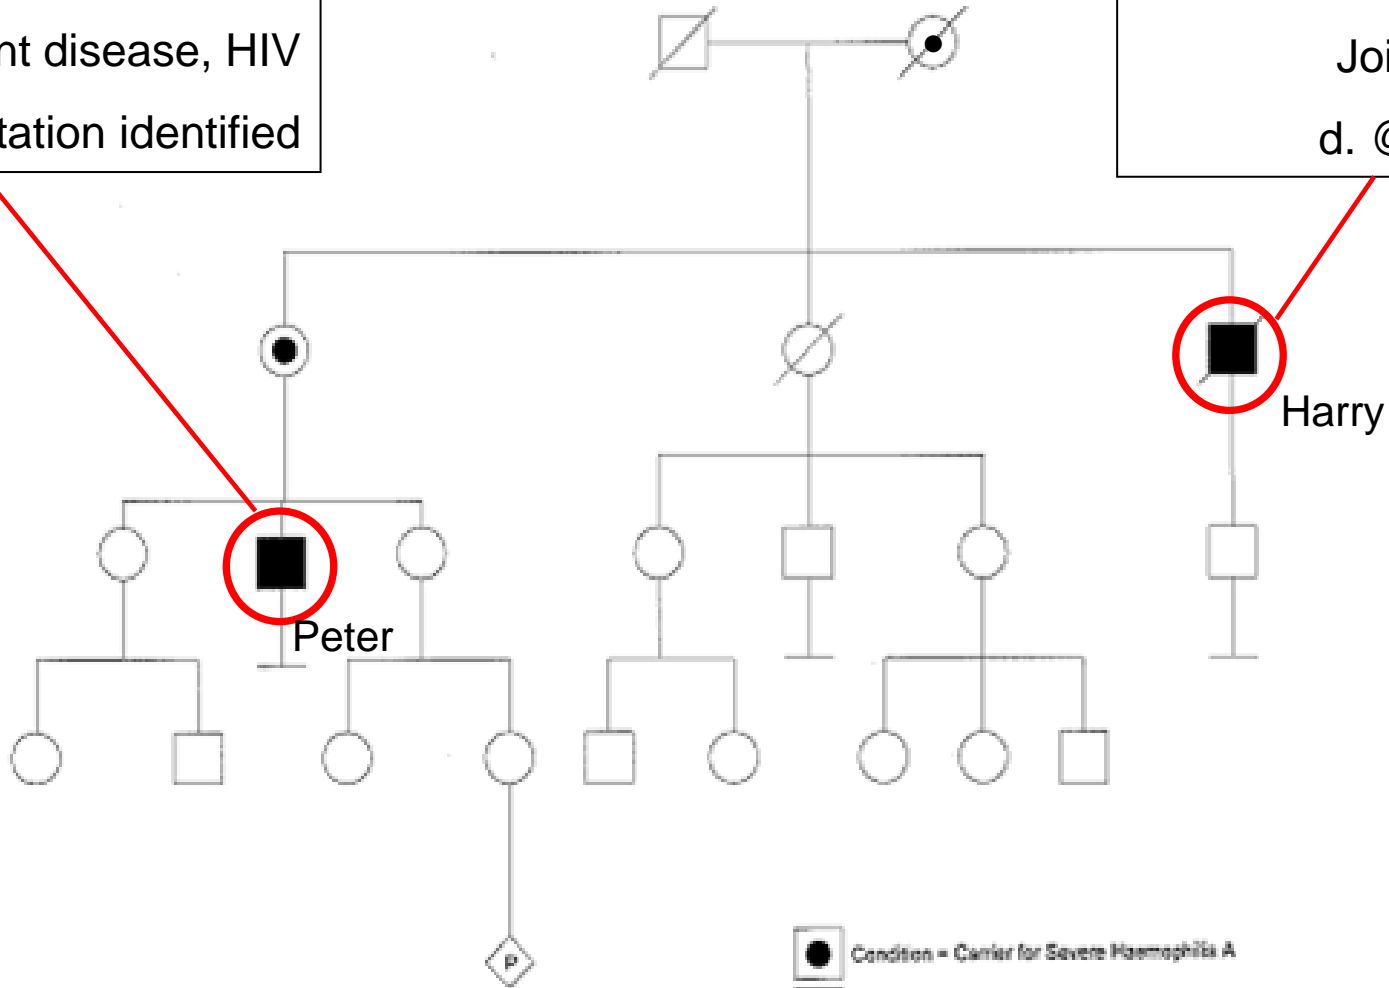 nt disease, HIV
tation identified
Joi
d. @
Harry
Peter
P
Condition = Carrier for Severe Haemophilia A